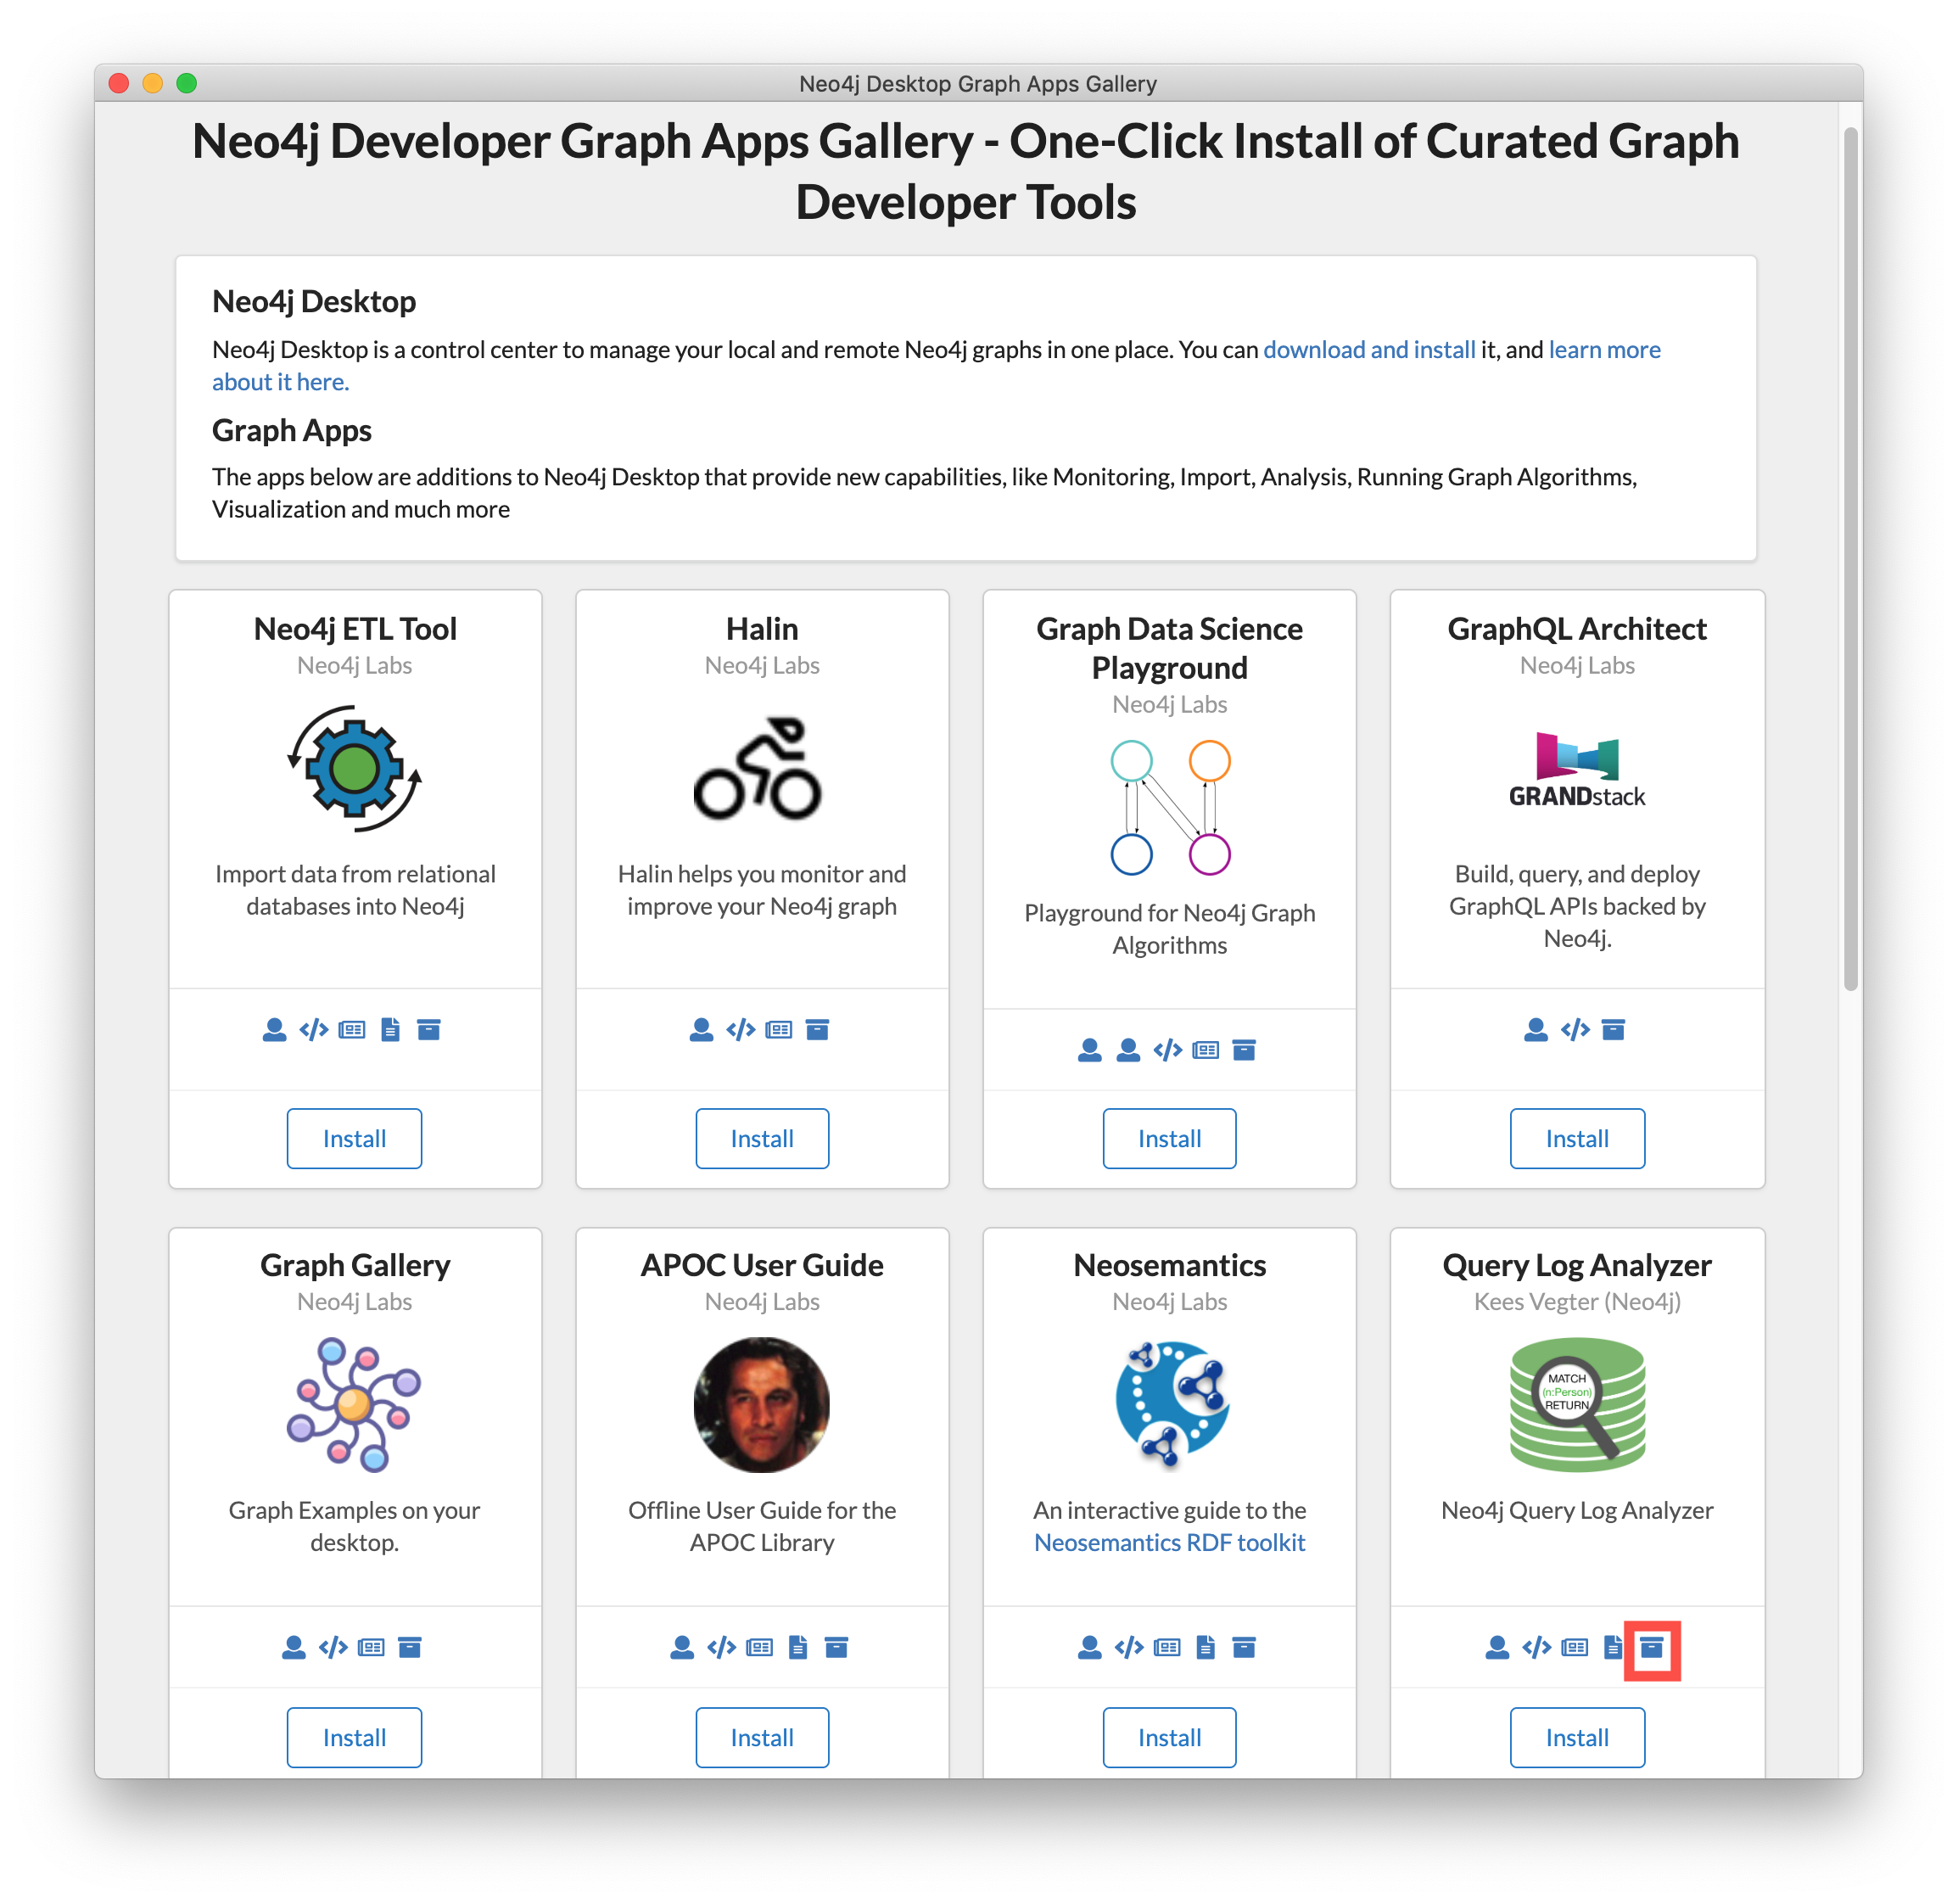 Neo4j Desktop Graph Apps Gallery
Neo4j Developer Graph Apps Gallery - One-Click Install of Curated Graph
Developer Tools
Neo4j Desktop
Neo4j Desktop is a control center to manage your local and remote Neo4j graphs in one place. You can download and install it, and learn more
about it here.
Graph Apps
The apps below are additions to Neo4j Desktop that provide new capabilities, like Monitoring, Import, Analysis, Running Graph Algorithms,
Visualization and much more
Neo4j ETL Tool
Neo4j Labs
Import data from relational
databases into Neo4j
Install
Halin
Neo4j Labs
Halin helps you monitor and
improve your Neo4j graph
Install
Graph Data Science
Playground
Neo4j Labs
Playground for Neo4j Graph
Algorithms
Install
GraphQL Architect
Neo4j Labs
GRANDstack
Build, query, and deploy
GraphQL APIs backed by
Neo4j.
Install
Graph Gallery
Neo4j Labs
Graph Examples on your
desktop.
Install
APOC User Guide
Neo4j Labs
Offline User Guide for the
APOC Library
Install
Neosemantics
Neo4j Labs
An interactive guide to the
Neosemantics RDF toolkit
Install
Query Log Analyzer
Kees Vegter (Neo4j)
MATCH
(n:Person)
RETURN
Neo4j Query Log Analyzer
Install